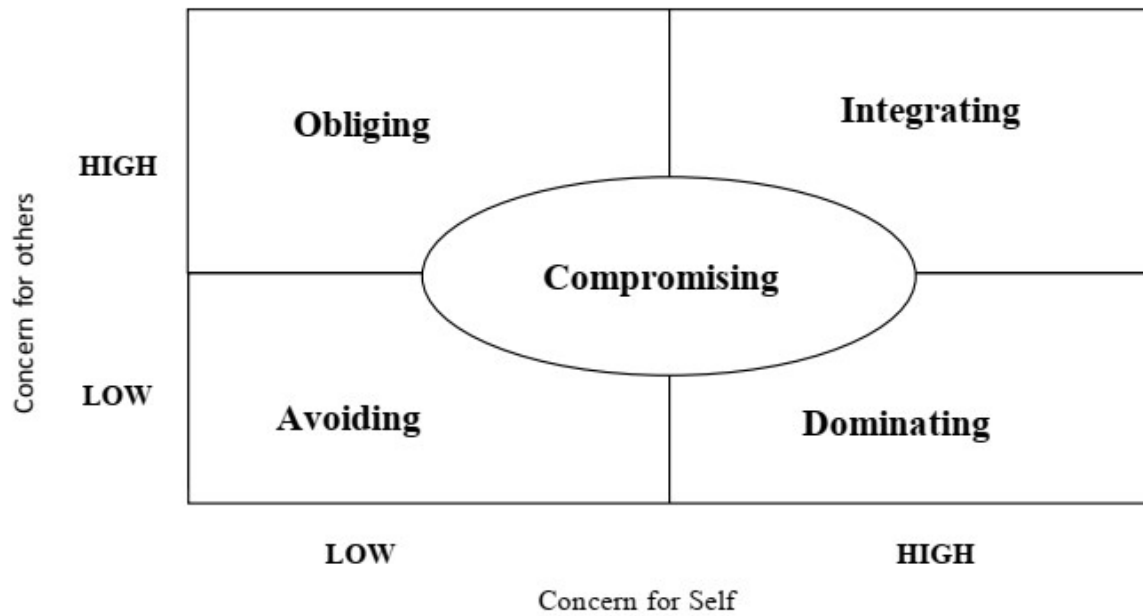 Obliging
Integrating
HIGH
Concern for others
Compromising
LOW
Avoiding
Dominating
LOW
HIGH
Concern for Self